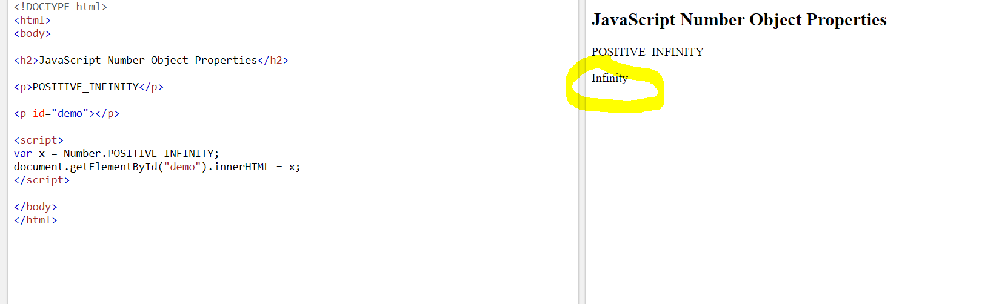 <!DOCTYPE html>
<html>
<body>
<h2>JavaScript Number Object Properties</h2>
<p>POSITIVE_INFINITY</p>
<p id="demo"></p>
<script>
var x = Number.POSITIVE_INFINITY;
document.getElementById("demo").innerHTML = x;
</script>
</body>
</html>
JavaScript Number Object Properties
POSITIVE_INFINITY
Infinity